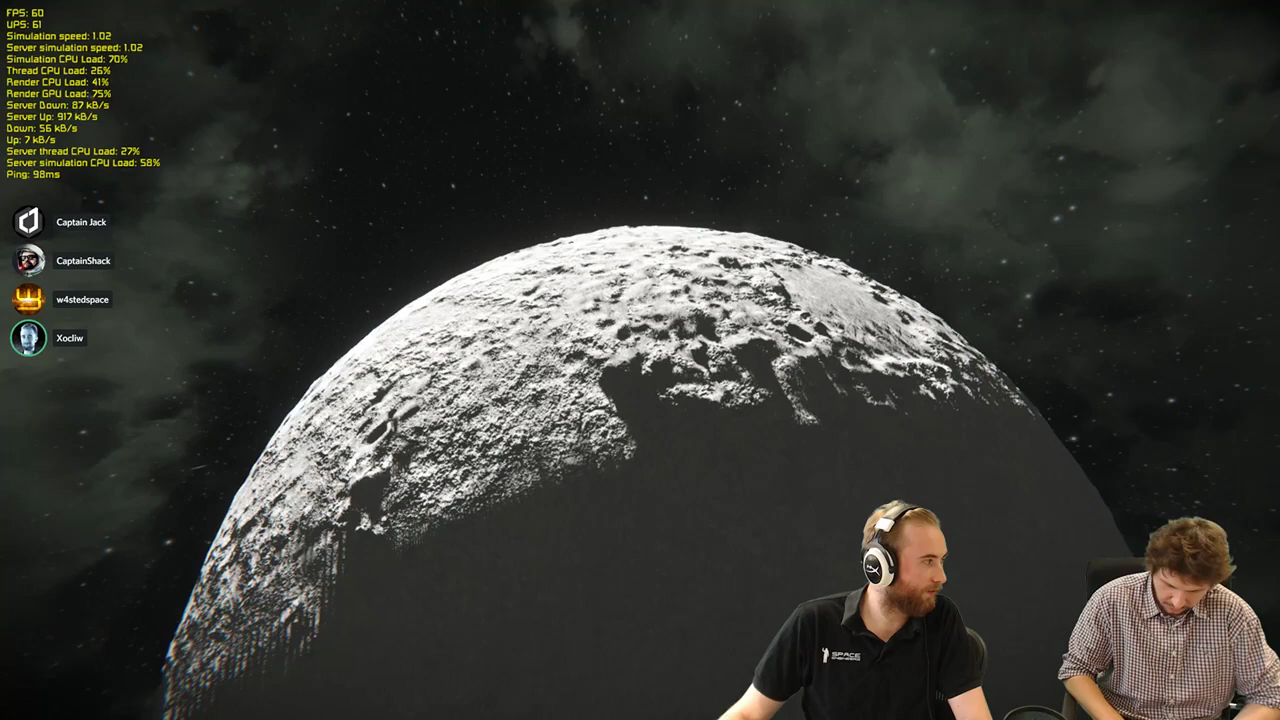 FPS: 60
UPS: 61
Simulation speed: 1.02
Server simulation speed: 1.02
Simulation CPU Load: 70%
Thread CPU Load: 26%
Render CPU Load: 41%
Render GPU Load: 75%
Server Down: 87 kB/s
Server Up: 917 kB/s
Down: 56 kB/s
Up: 7 kB/s
Server thread CPU Load: 27%
Server simulation CPU Load: 58%
Ping: 98ms
Captain Jack
CaptainShack
w4stedspace
Xocliw
SPACE
ENGINEERS